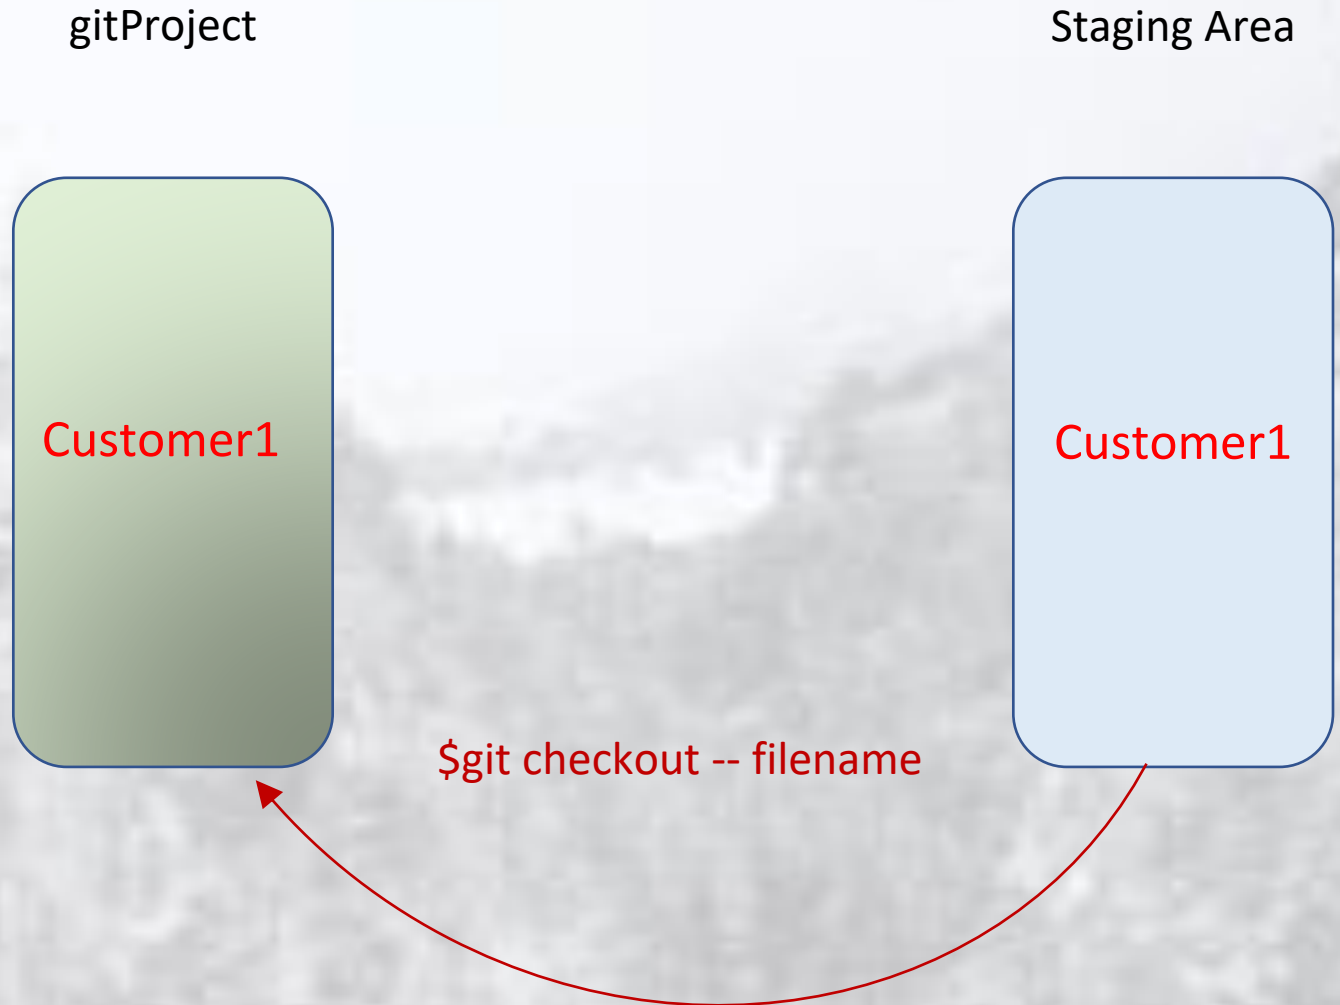 gitProject
Staging Area
Customer1
Customer1
$git checkout -- filename